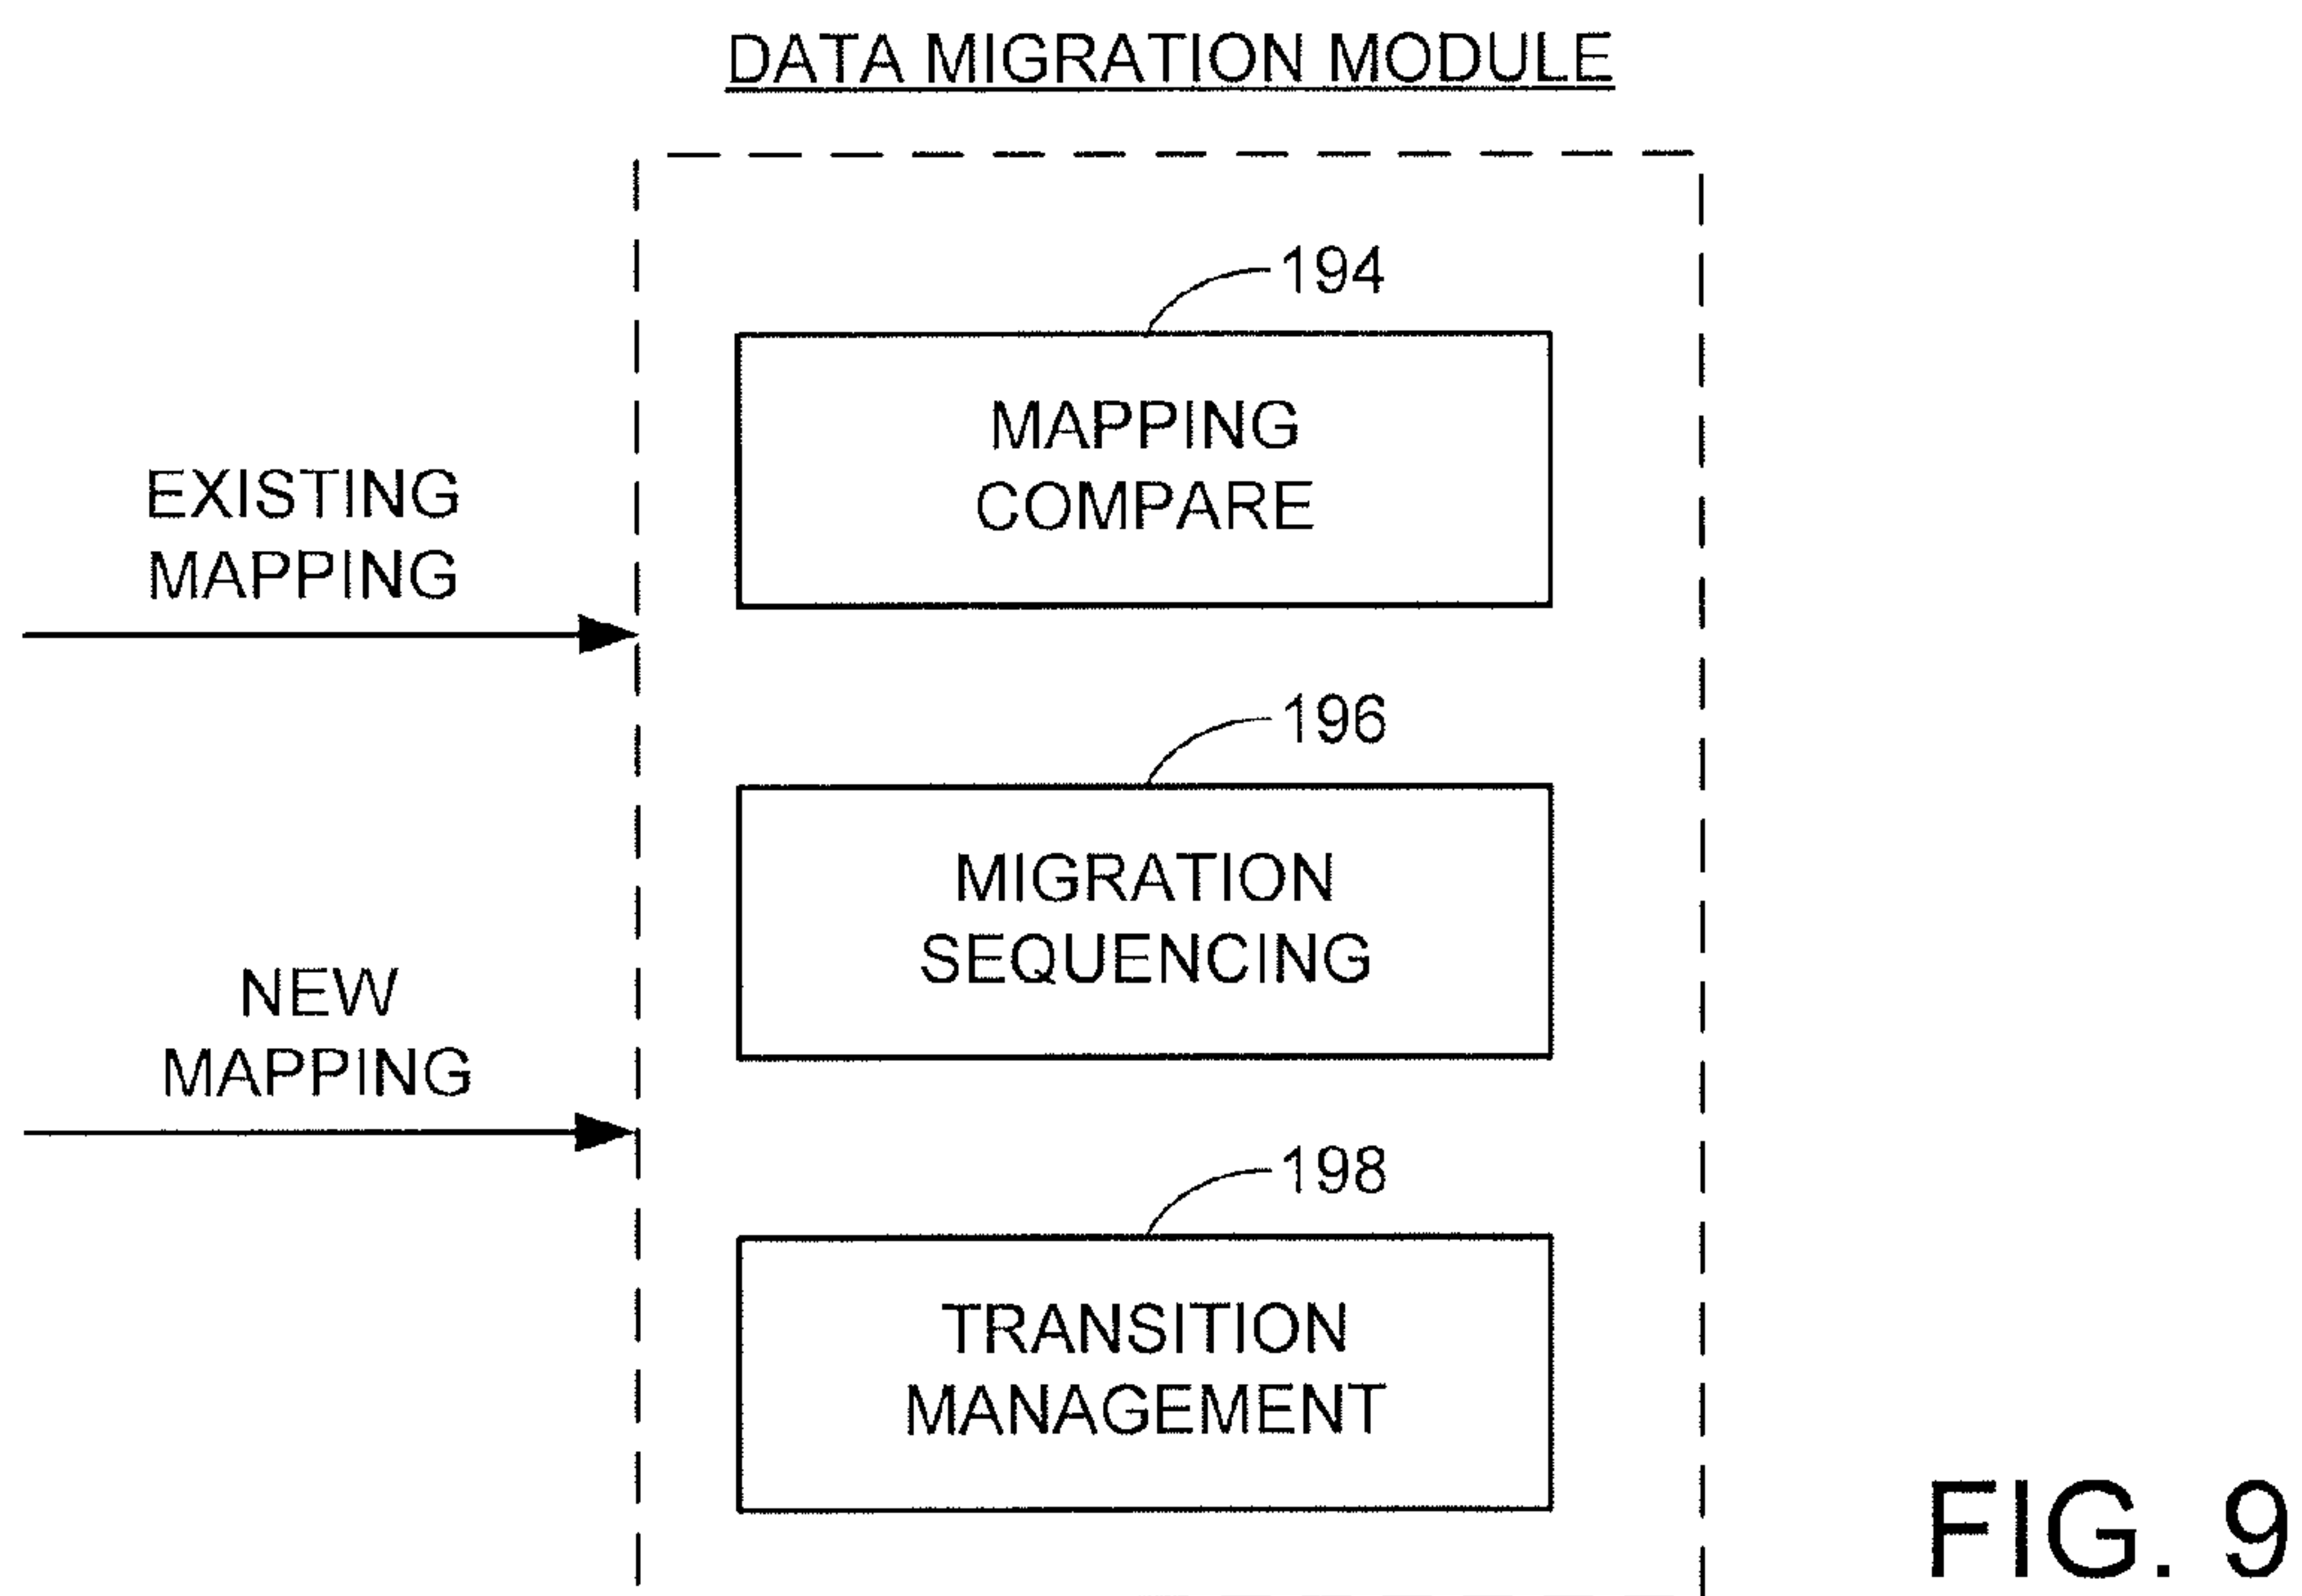 DATA MIGRATION MODULE
194
MAPPING
COMPARE
EXISTING
MAPPING
196
MIGRATION
SEQUENCING
NEW
MAPPING
198
TRANSITION
MANAGEMENT
FIG. 9